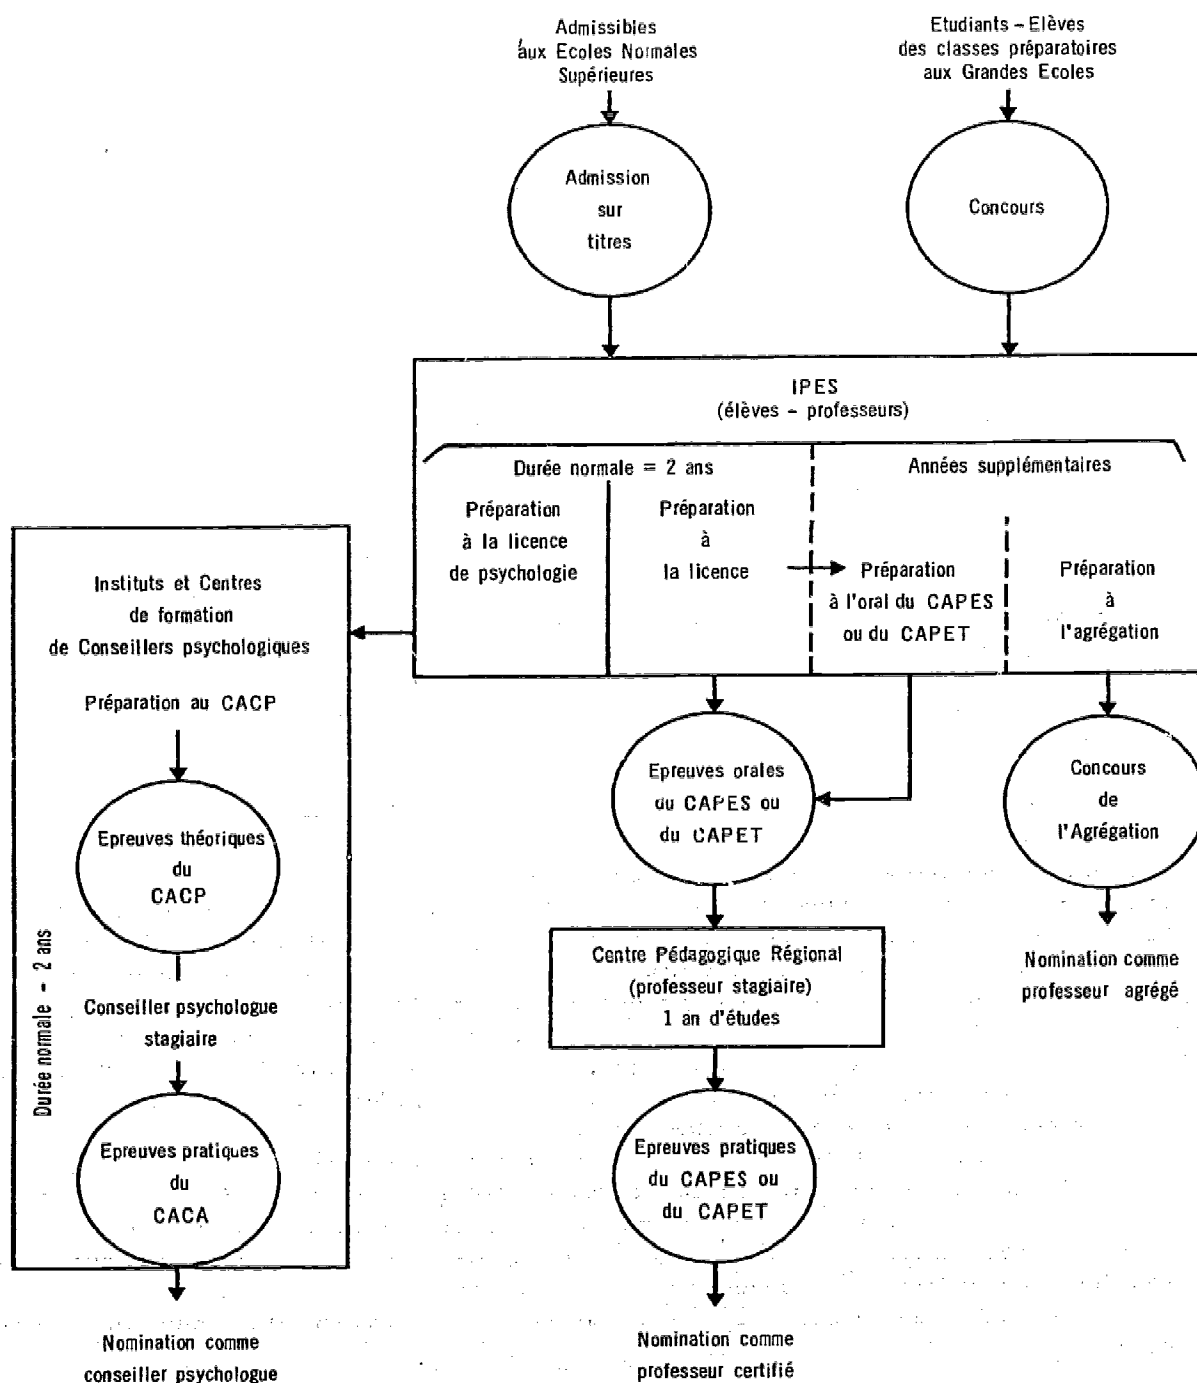 Admissibles
aux Ecoles Normales
Supérieures
Etudiants – Elèves
des classes préparatoires
aux Grandes Ecoles
Admission
sur
titres
Concours
IPES
(élèves – professeurs)
Durée normale = 2 ans
Années supplémentaires
Préparation
à la licence
de psychologie
Préparation
à
la licence
Préparation
à l'oral du CAPES
ou du CAPET
Préparation
à
l'agrégation
Instituts et Centres
de formation
de Conseillers psychologiques
Préparation au CACP
Epreuves théoriques
du
CACP
Conseiller psychologue
stagiaire
Epreuves pratiques
du
CACA
Durée normale – 2 ans
Nomination comme
conseiller psychologue
Epreuves orales
du CAPES ou
du CAPET
Centre Pédagogique Régional
(professeur stagiaire)
1 an d'études
Epreuves pratiques
du CAPES ou
du CAPET
Nomination comme
professeur certifié
Concours
de
l'Agrégation
Nomination comme
professeur agrégé